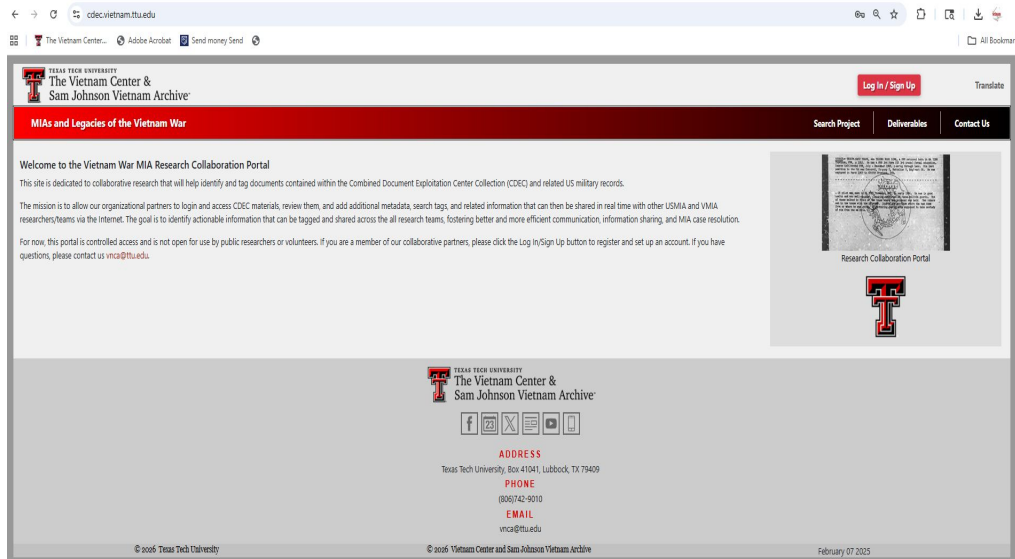 cdec.vietnam.ttu.edu
The Vietnam Center...
Adobe Acrobat
Send money Send
All Bookmar
TEXAS TECH UNIVERSITY
The Vietnam Center &
Sam Johnson Vietnam Archive
Log In / Sign Up
Translate
MIAs and Legacies of the Vietnam War
Search Project
Deliverables
Contact Us
Welcome to the Vietnam War MIA Research Collaboration Portal
This site is dedicated to collaborative research that will help identify and tag documents contained within the Combined Document Exploitation Center Collection (CDEC) and related US military records.
The mission is to allow our organizational partners to login and access CDEC materials, review them, and add additional metadata, search tags, and related information that can then be shared in real time with other USMIA and VMIA
researchers/teams via the Internet. The goal is to identify actionable information that can be tagged and shared across the all research teams, fostering better and more efficient communication, information sharing, and MIA case resolution.
For now, this portal is controlled access and is not open for use by public researchers or volunteers. If you are a member of our collaborative partners, please click the Log In/Sign Up button to register and set up an account. If you have
questions, please contact us vnca@ttu.edu.
Research Collaboration Portal
TEXAS TECH UNIVERSITY
The Vietnam Center &
Sam Johnson Vietnam Archive
23
ADDRESS
Texas Tech University, Box 41041, Lubbock, TX 79409
PHONE
(806)742-9010
EMAIL
vnca@ttu.edu
© 2026 Texas Tech University
© 2026 Vietnam Center and Sam Johnson Vietnam Archive
February 07 2025